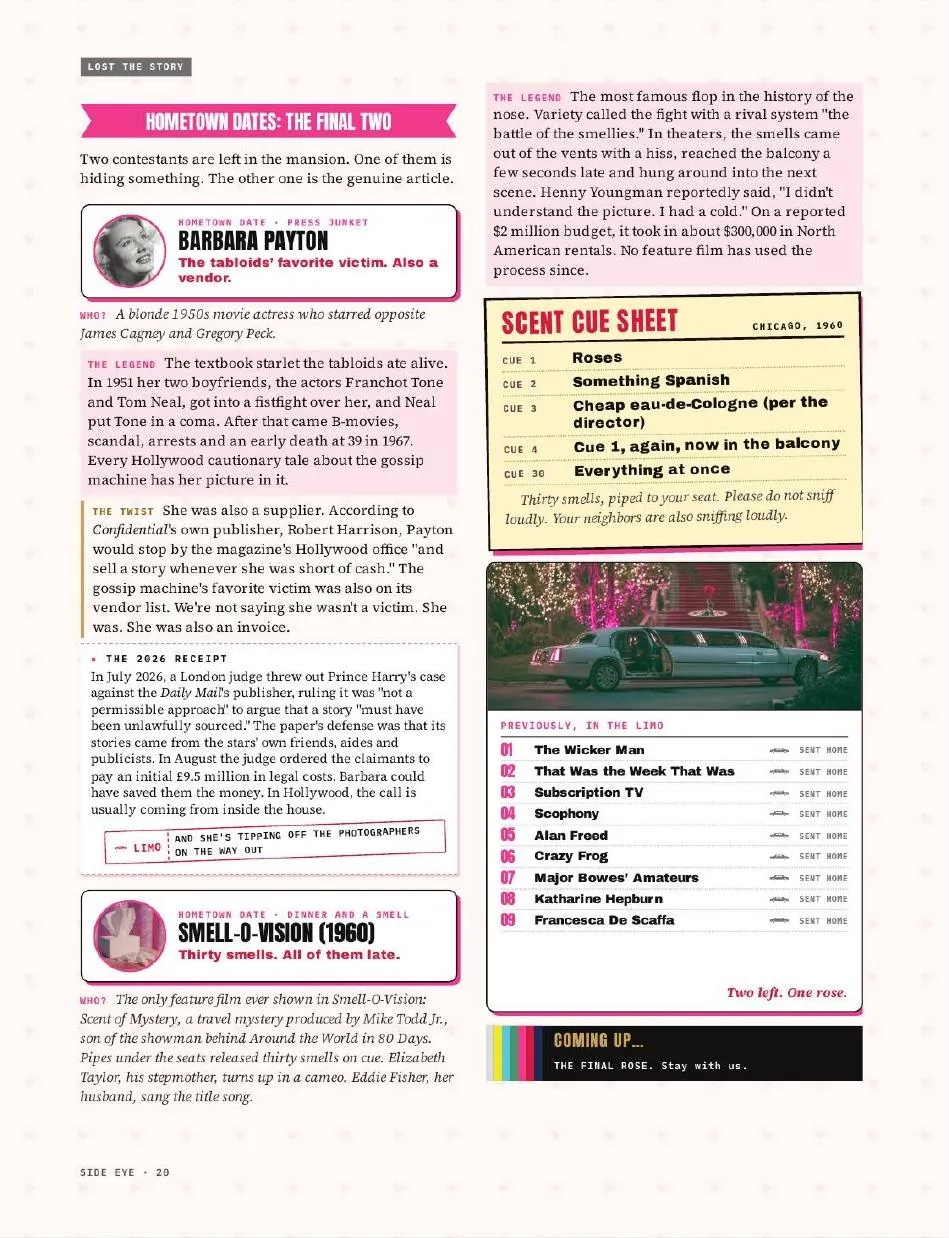 LOST THE STORY
HOMETOWN DATES: THE FINAL TWO
Two contestants are left in the mansion. One of them is
hiding something. The other one is the genuine article.
HOMETOWN DATE · PRESS JUNKET
BARBARA PAYTON
The tabloids’ favorite victim. Also a
vendor.
WHO? A blonde 1950s movie actress who starred opposite
James Cagney and Gregory Peck.
THE LEGEND The textbook starlet the tabloids ate alive.
In 1951 her two boyfriends, the actors Franchot Tone
and Tom Neal, got into a fistfight over her, and Neal
put Tone in a coma. After that came B-movies,
scandal, arrests and an early death at 39 in 1967.
Every Hollywood cautionary tale about the gossip
machine has her picture in it.
THE TWIST She was also a supplier. According to
Confidential's own publisher, Robert Harrison, Payton
would stop by the magazine's Hollywood office "and
sell a story whenever she was short of cash." The
gossip machine's favorite victim was also on its
vendor list. We're not saying she wasn't a victim. She
was. She was also an invoice.
▪ THE 2026 RECEIPT
In July 2026, a London judge threw out Prince Harry's case
against the Daily Mail's publisher, ruling it was "not a
permissible approach" to argue that a story "must have
been unlawfully sourced." The paper's defense was that its
stories came from the stars' own friends, aides and
publicists. In August the judge ordered the claimants to
pay an initial £9.5 million in legal costs. Barbara could
have saved them the money. In Hollywood, the call is
usually coming from inside the house.
LIMO AND SHE'S TIPPING OFF THE PHOTOGRAPHERS
ON THE WAY OUT
HOMETOWN DATE · DINNER AND A SMELL
SMELL-O-VISION (1960)
Thirty smells. All of them late.
WHO? The only feature film ever shown in Smell-O-Vision:
Scent of Mystery, a travel mystery produced by Mike Todd Jr.,
son of the showman behind Around the World in 80 Days.
Pipes under the seats released thirty smells on cue. Elizabeth
Taylor, his stepmother, turns up in a cameo. Eddie Fisher, her
husband, sang the title song.
THE LEGEND The most famous flop in the history of the
nose. Variety called the fight with a rival system "the
battle of the smellies." In theaters, the smells came
out of the vents with a hiss, reached the balcony a
few seconds late and hung around into the next
scene. Henny Youngman reportedly said, "I didn't
understand the picture. I had a cold." On a reported
$2 million budget, it took in about $300,000 in North
American rentals. No feature film has used the
process since.
SCENT CUE SHEET CHICAGO, 1960
CUE 1 Roses
CUE 2 Something Spanish
CUE 3 Cheap eau-de-Cologne (per the
director)
CUE 4 Cue 1, again, now in the balcony
CUE 30 Everything at once
Thirty smells, piped to your seat. Please do not sniff
loudly. Your neighbors are also sniffing loudly.
PREVIOUSLY, IN THE LIMO
01 The Wicker Man SENT HOME
02 That Was the Week That Was SENT HOME
03 Subscription TV SENT HOME
04 Scophony SENT HOME
05 Alan Freed SENT HOME
06 Crazy Frog SENT HOME
07 Major Bowes’ Amateurs SENT HOME
08 Katharine Hepburn SENT HOME
09 Francesca De Scaffa SENT HOME
Two left. One rose.
COMING UP...
THE FINAL ROSE. Stay with us.
SIDE EYE · 20